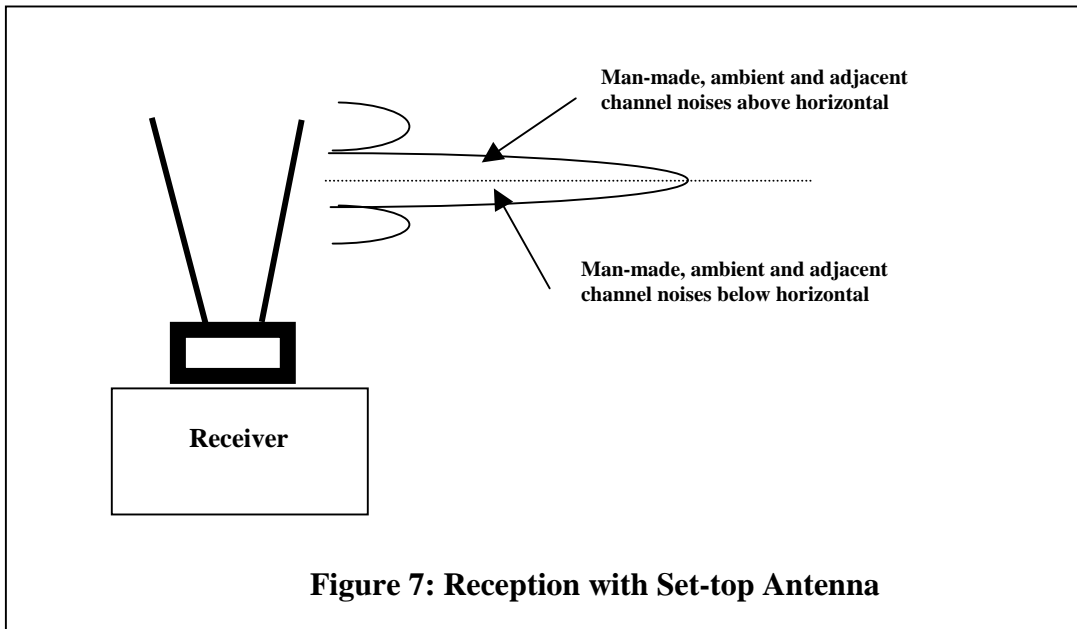 Man-made, ambient and adjacent
channel noises above horizontal
Man-made, ambient and adjacent
channel noises below horizontal
Receiver
Figure 7: Reception with Set-top Antenna